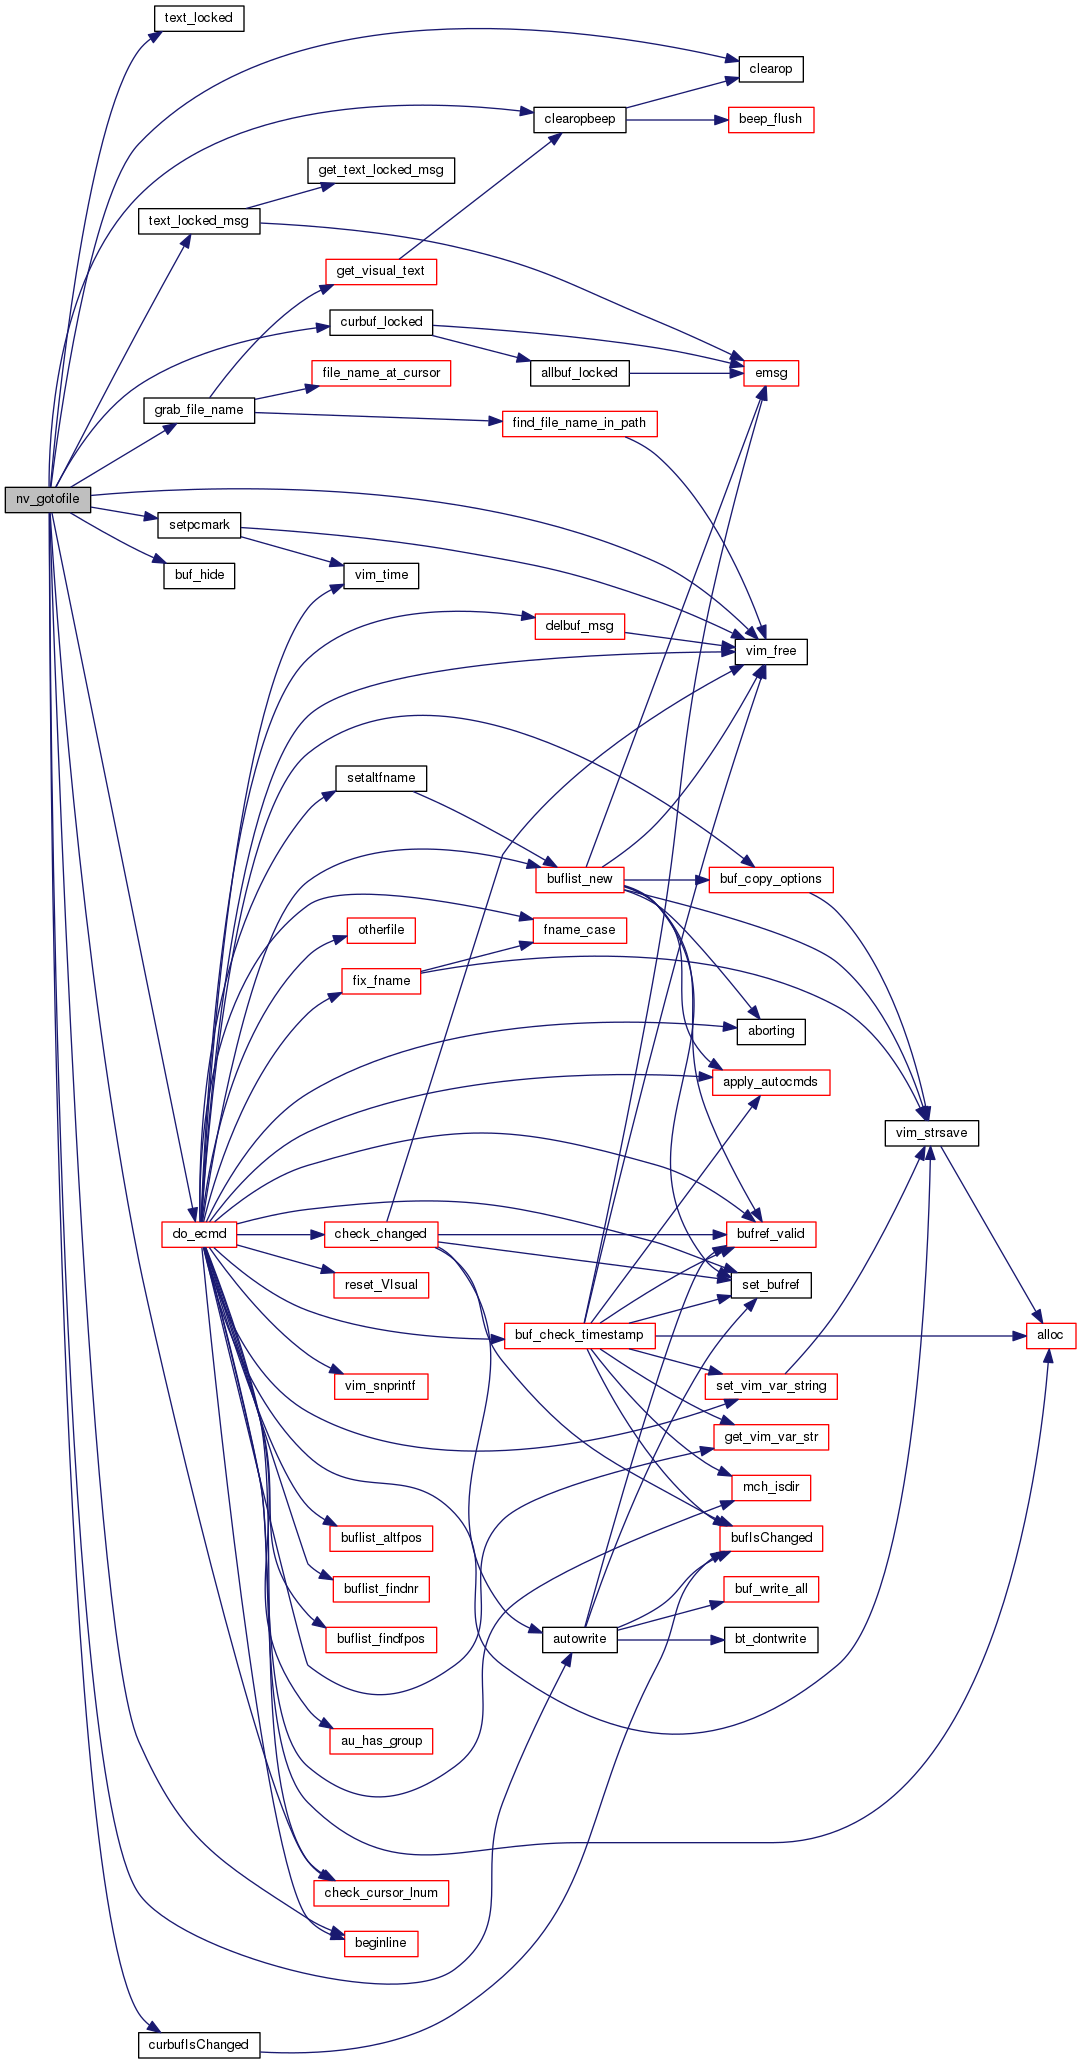 text_locked
clearop
clearopbeep
beep_flush
get_text_locked_msg
text_locked_msg
get_visual_text
curbuf_locked
allbuf_locked
emsg
file_name_at_cursor
grab_file_name
find_file_name_in_path
nv_gotofile
setpcmark
buf_hide
vim_time
delbuf_msg
vim_free
setaltfname
buflist_new
buf_copy_options
otherfile
fname_case
fix_fname
aborting
apply_autocmds
vim_strsave
do_ecmd
check_changed
bufref_valid
reset_VIsual
set_bufref
buf_check_timestamp
alloc
vim_snprintf
set_vim_var_string
get_vim_var_str
mch_isdir
buflist_altfpos
bufIsChanged
buflist_findnr
buf_write_all
buflist_findfpos
autowrite
bt_dontwrite
au_has_group
check_cursor_lnum
beginline
curbufIsChanged